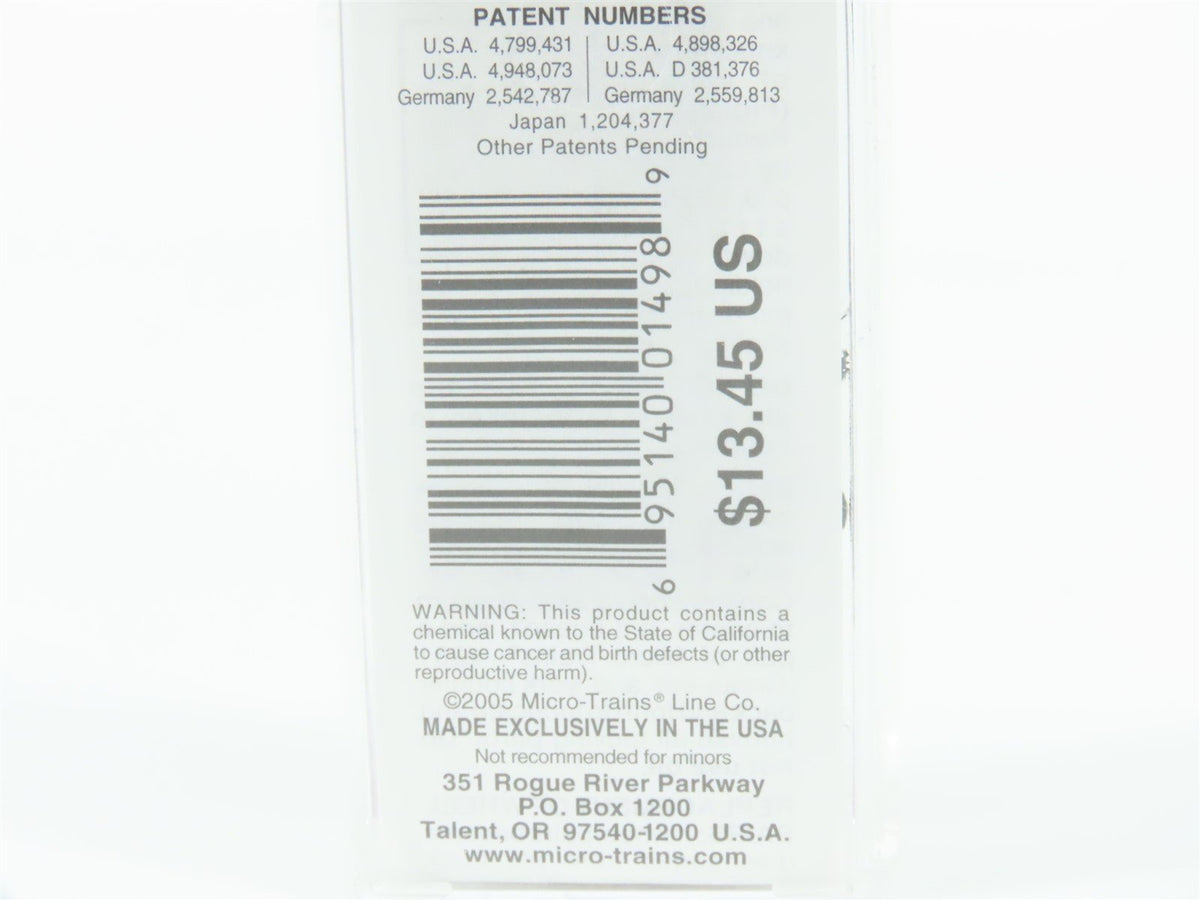 PATENT NUMBERS
U.S.A. 4,799,431 U.S.A. 4,898,326
U.S.A. 4,948,073 U.S.A. D 381,376
Germany 2,542,787 Germany 2,559,813
Japan 1,204,377
Other Patents Pending
6 95140 01498 9
$13.45 US
WARNING: This product contains a
chemical known to the State of California
to cause cancer and birth defects (or other
reproductive harm).
©2005 Micro-Trains® Line Co.
MADE EXCLUSIVELY IN THE USA
Not recommended for minors
351 Rogue River Parkway
P.O. Box 1200
Talent, OR 97540-1200 U.S.A.
www.micro-trains.com